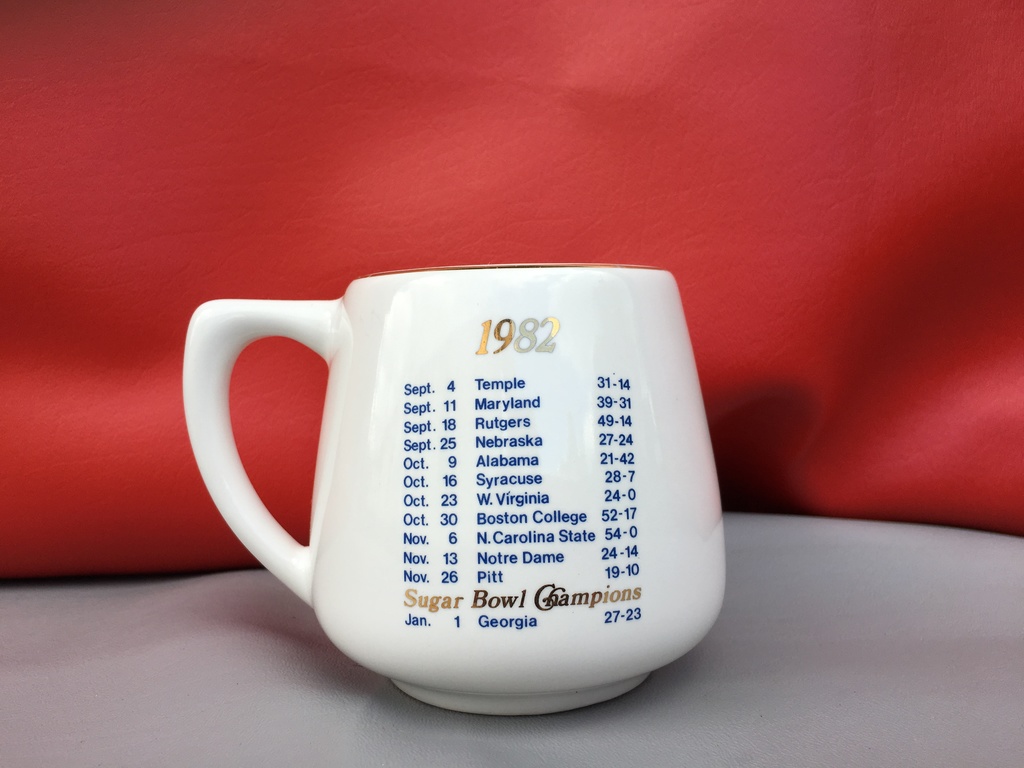 1982
Sept. 4 Temple 31-14
Sept. 11 Maryland 39-31
Sept. 18 Rutgers 49-14
Sept. 25 Nebraska 27-24
Oct. 9 Alabama 21-42
Oct. 16 Syracuse 28-7
Oct. 23 W. Virginia 24-0
Oct. 30 Boston College 52-17
Nov. 6 N. Carolina State 54-0
Nov. 13 Notre Dame 24-14
Nov. 26 Pitt 19-10
Sugar Bowl Champions
Jan. 1 Georgia 27-23